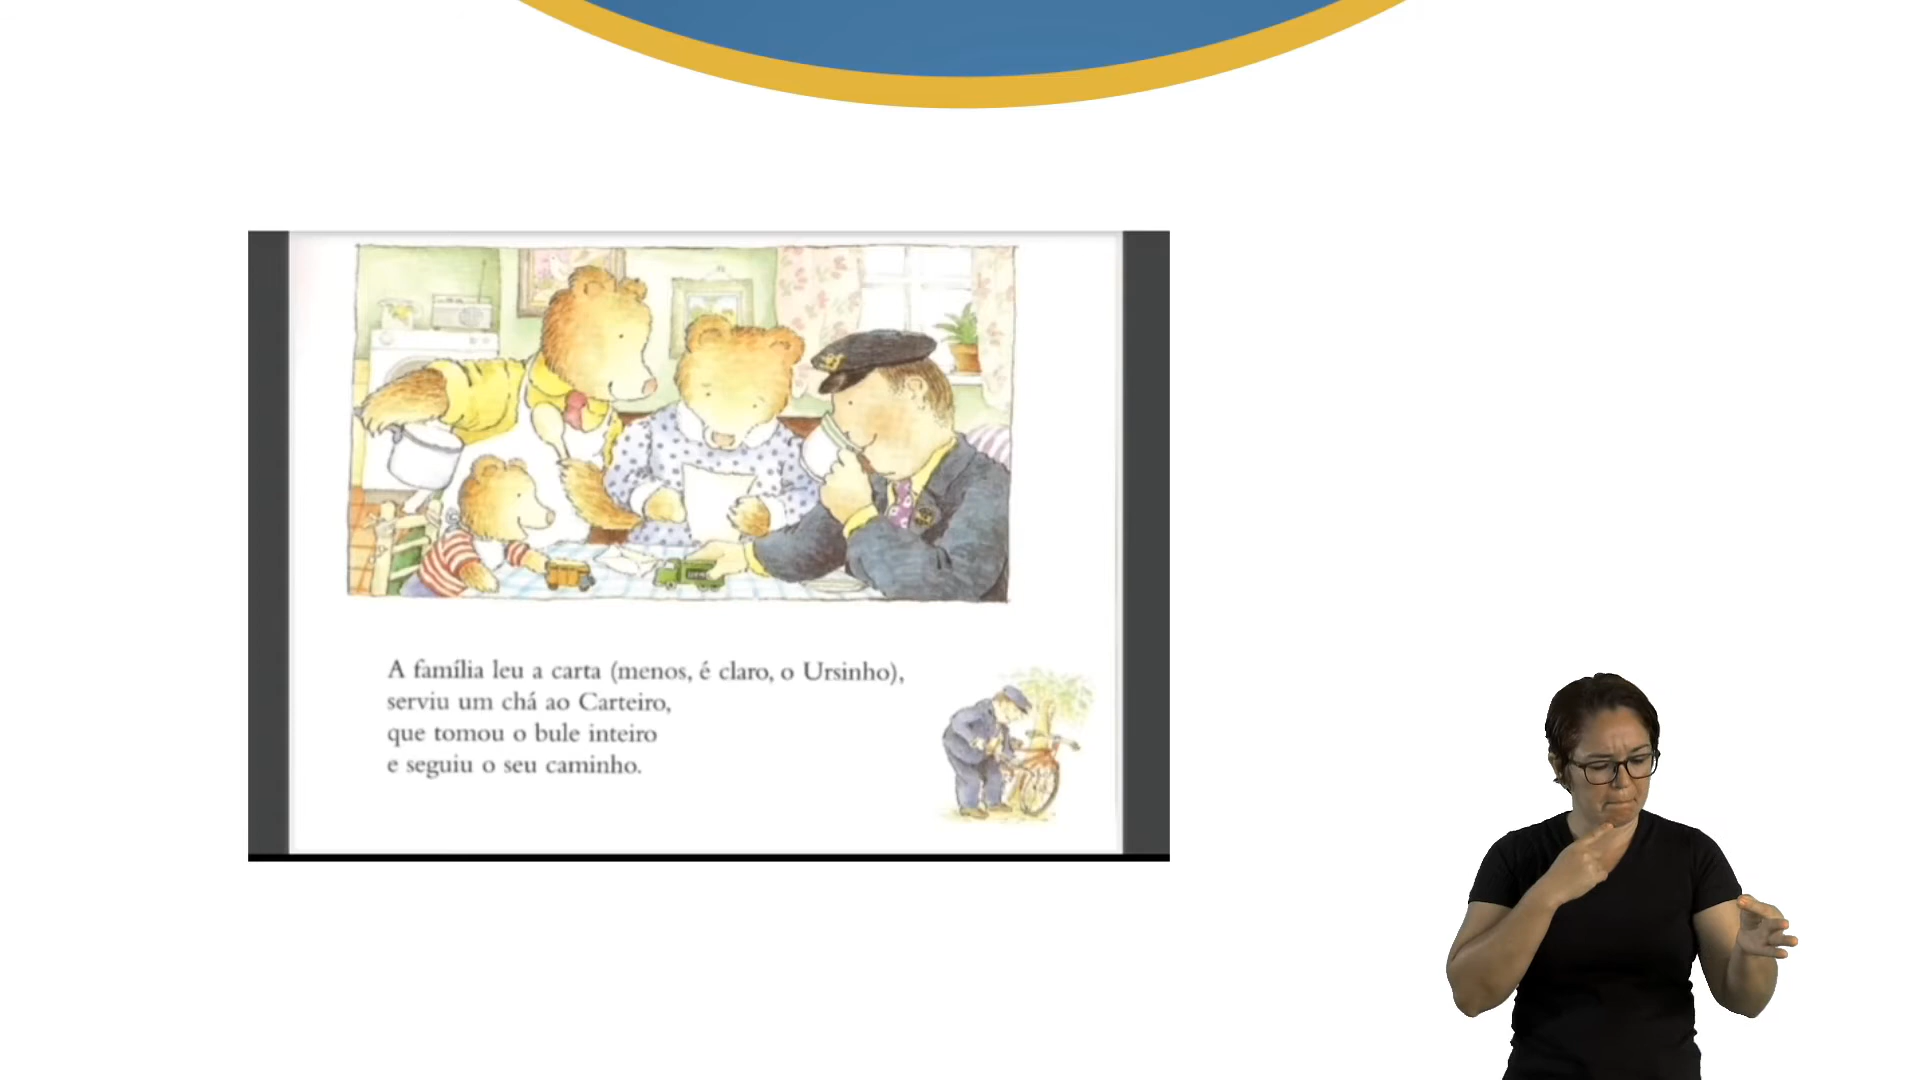 A família leu a carta (menos, é claro, o Ursinho),
serviu um chá ao Carteiro,
que tomou o bule inteiro
e seguiu o seu caminho.